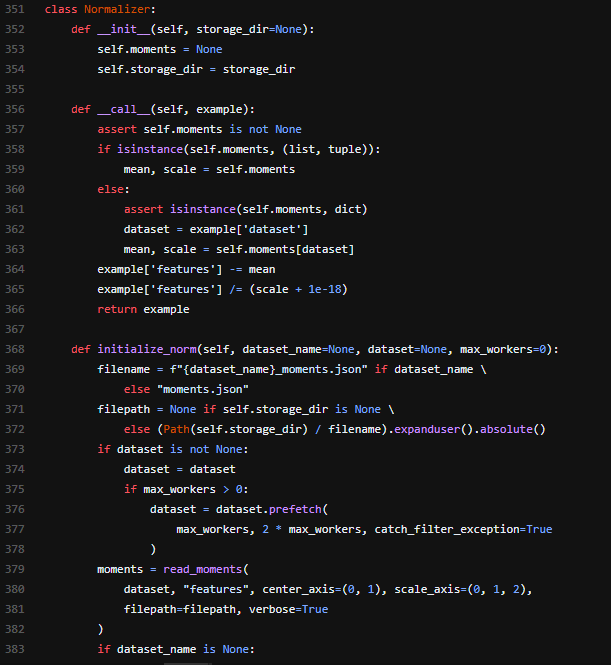 351 class Normalizer:
352     def __init__(self, storage_dir=None):
353         self.moments = None
354         self.storage_dir = storage_dir
355
356     def __call__(self, example):
357         assert self.moments is not None
358         if isinstance(self.moments, (list, tuple)):
359             mean, scale = self.moments
360         else:
361             assert isinstance(self.moments, dict)
362             dataset = example['dataset']
363             mean, scale = self.moments[dataset]
364         example['features'] -= mean
365         example['features'] /= (scale + 1e-18)
366         return example
367
368     def initialize_norm(self, dataset_name=None, dataset=None, max_workers=0):
369         filename = f"{dataset_name}_moments.json" if dataset_name \
370             else "moments.json"
371         filepath = None if self.storage_dir is None \
372             else (Path(self.storage_dir) / filename).expanduser().absolute()
373         if dataset is not None:
374             dataset = dataset
375             if max_workers > 0:
376                 dataset = dataset.prefetch(
377                     max_workers, 2 * max_workers, catch_filter_exception=True
378                 )
379         moments = read_moments(
380             dataset, "features", center_axis=(0, 1), scale_axis=(0, 1, 2),
381             filepath=filepath, verbose=True
382         )
383         if dataset_name is None: